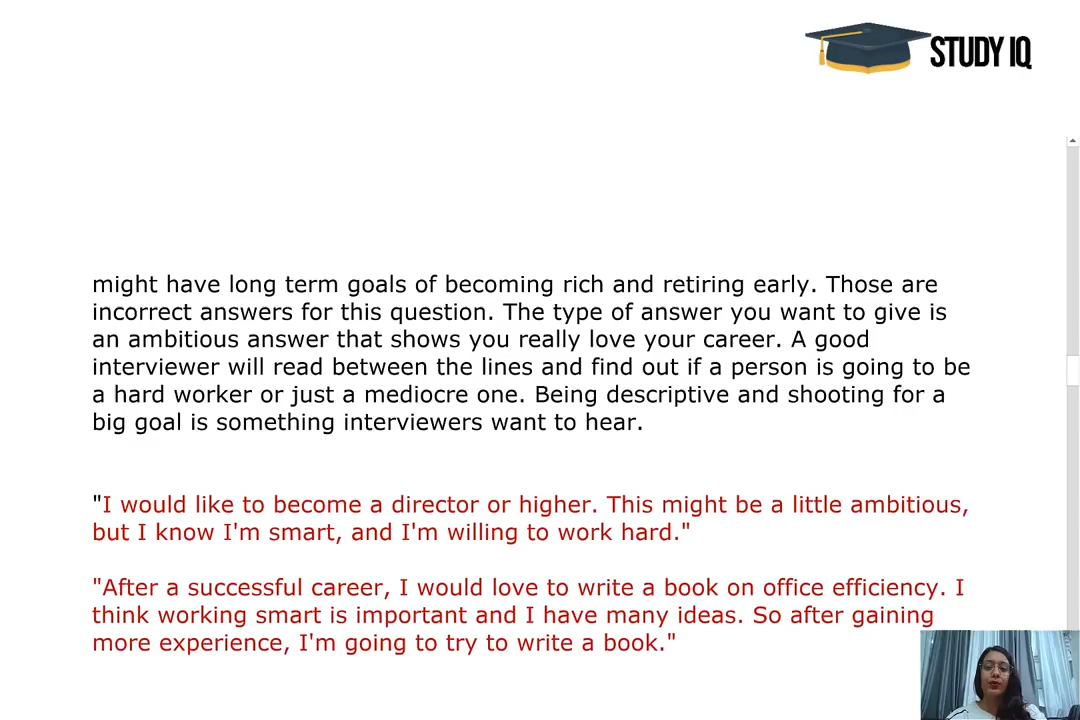 STUDY IQ
might have long term goals of becoming rich and retiring early. Those are
incorrect answers for this question. The type of answer you want to give is
an ambitious answer that shows you really love your career. A good
interviewer will read between the lines and find out if a person is going to be
a hard worker or just a mediocre one. Being descriptive and shooting for a
big goal is something interviewers want to hear.
"I would like to become a director or higher. This might be a little ambitious,
but I know I'm smart, and I'm willing to work hard."
"After a successful career, I would love to write a book on office efficiency. I
think working smart is important and I have many ideas. So after gaining
more experience, I'm going to try to write a book."